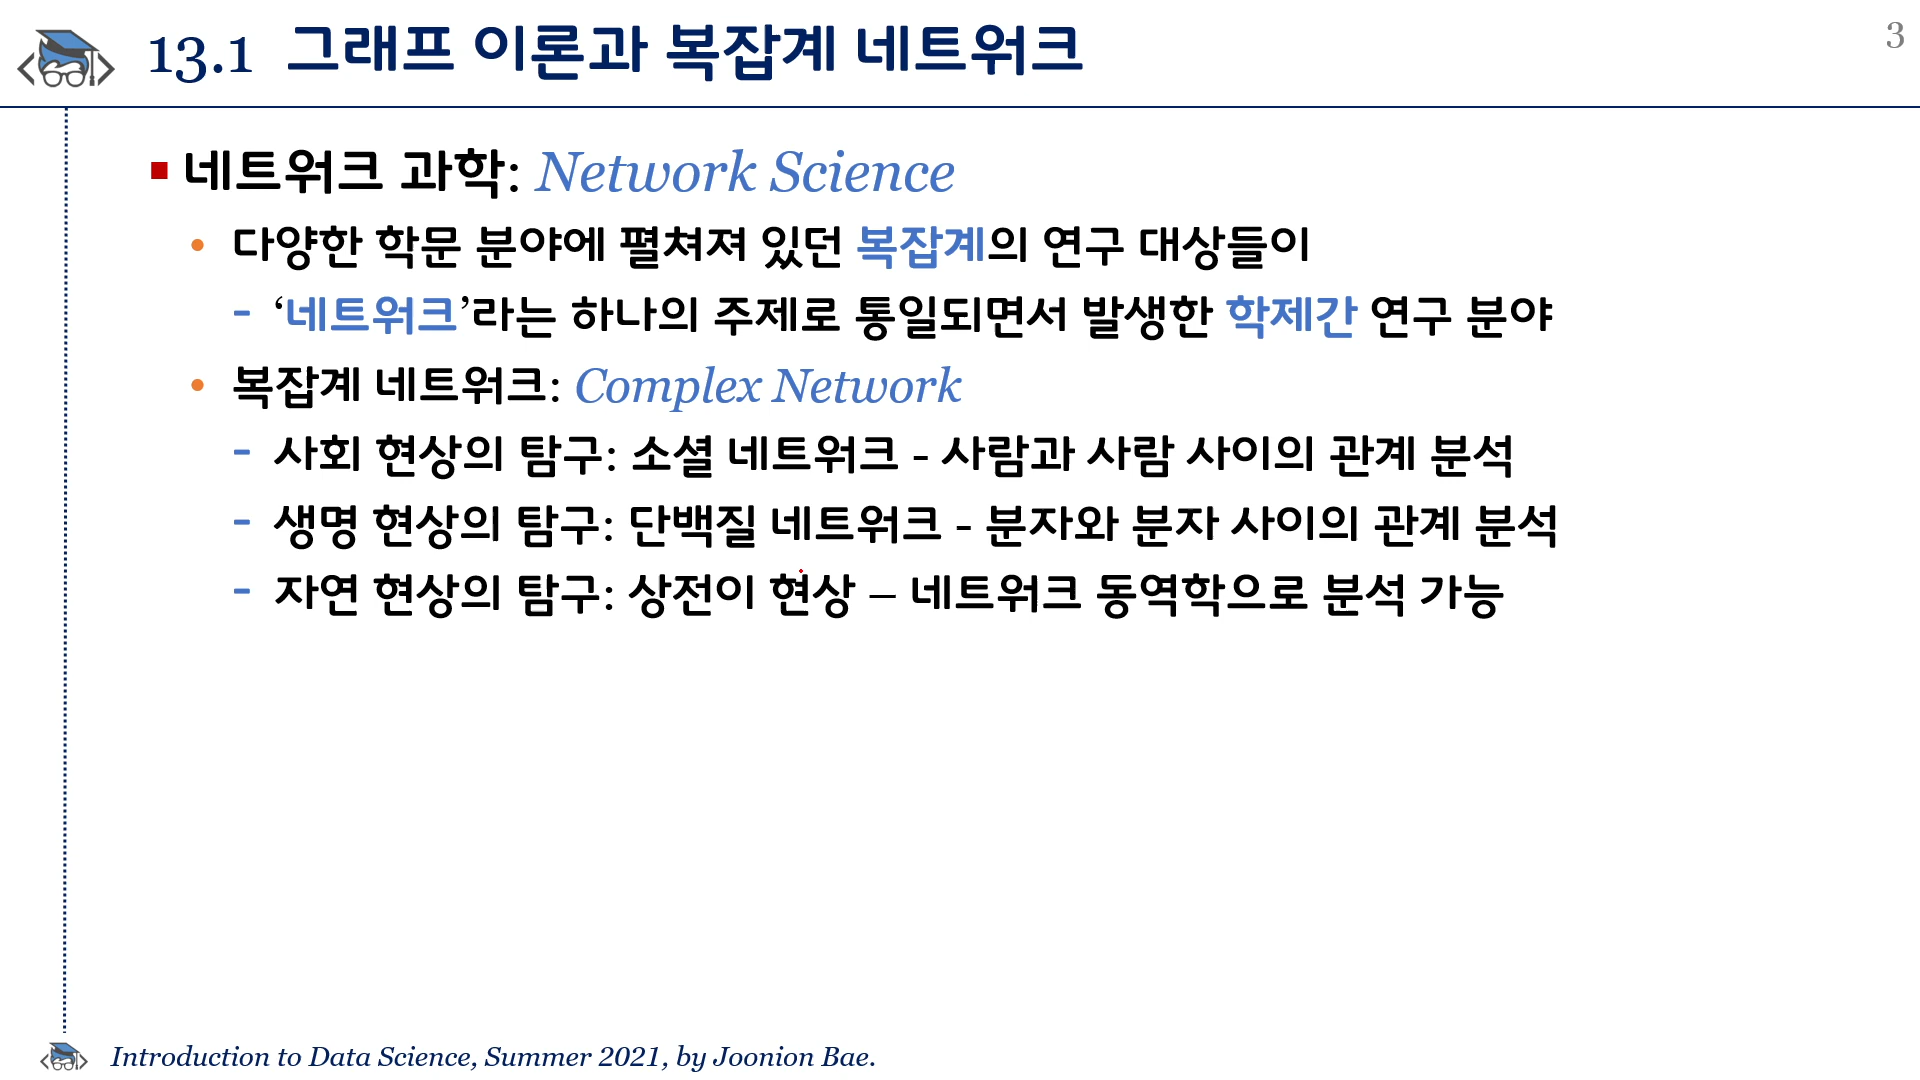 13.1 그래프 이론과 복잡계 네트워크
3
네트워크 과학: Network Science
다양한 학문 분야에 펼쳐져 있던 복잡계의 연구 대상들이
- ‘네트워크’라는 하나의 주제로 통일되면서 발생한 학제간 연구 분야
복잡계 네트워크: Complex Network
- 사회 현상의 탐구: 소셜 네트워크 - 사람과 사람 사이의 관계 분석
- 생명 현상의 탐구: 단백질 네트워크 - 분자와 분자 사이의 관계 분석
- 자연 현상의 탐구: 상전이 현상 – 네트워크 동역학으로 분석 가능
Introduction to Data Science, Summer 2021, by Joonion Bae.